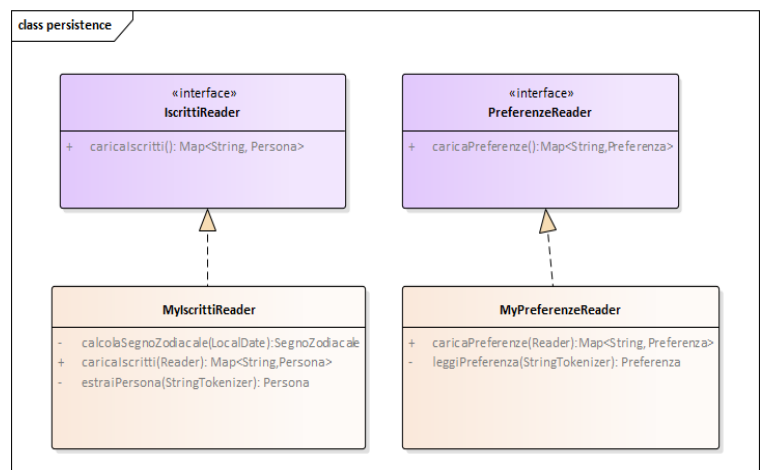 class persistence
«interface»
IscrittiReader
+ caricaIscritti(): Map<String, Persona>
«interface»
PreferenzeReader
+ caricaPreferenze():Map<String,Preferenza>
MyIscrittiReader
- calcolaSegnoZodiacale(LocalDate):SegnoZodiacale
+ caricaIscritti(Reader): Map<String,Persona>
- estraiPersona(StringTokenizer): Persona
MyPreferenzeReader
+ caricaPreferenze(Reader):Map<String, Preferenza>
- leggiPreferenza(StringTokenizer): Preferenza